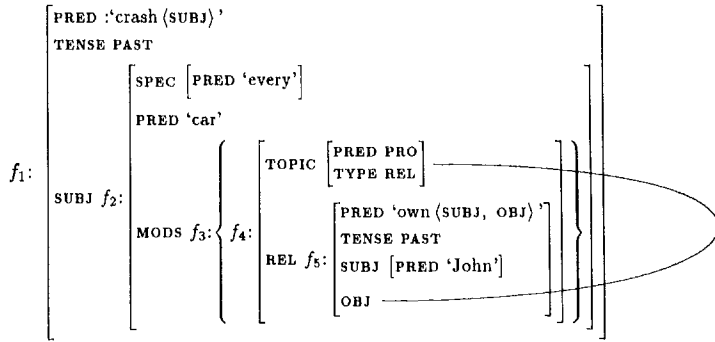 PRED :‘crash ⟨SUBJ⟩’
TENSE PAST
SPEC [PRED ‘every’]
PRED ‘car’
f1: SUBJ f2: MODS f3: { f4: TOPIC [PRED PRO
TYPE REL]
PRED ‘own ⟨SUBJ, OBJ⟩’
TENSE PAST
REL f5: SUBJ [PRED ‘John’]
OBJ